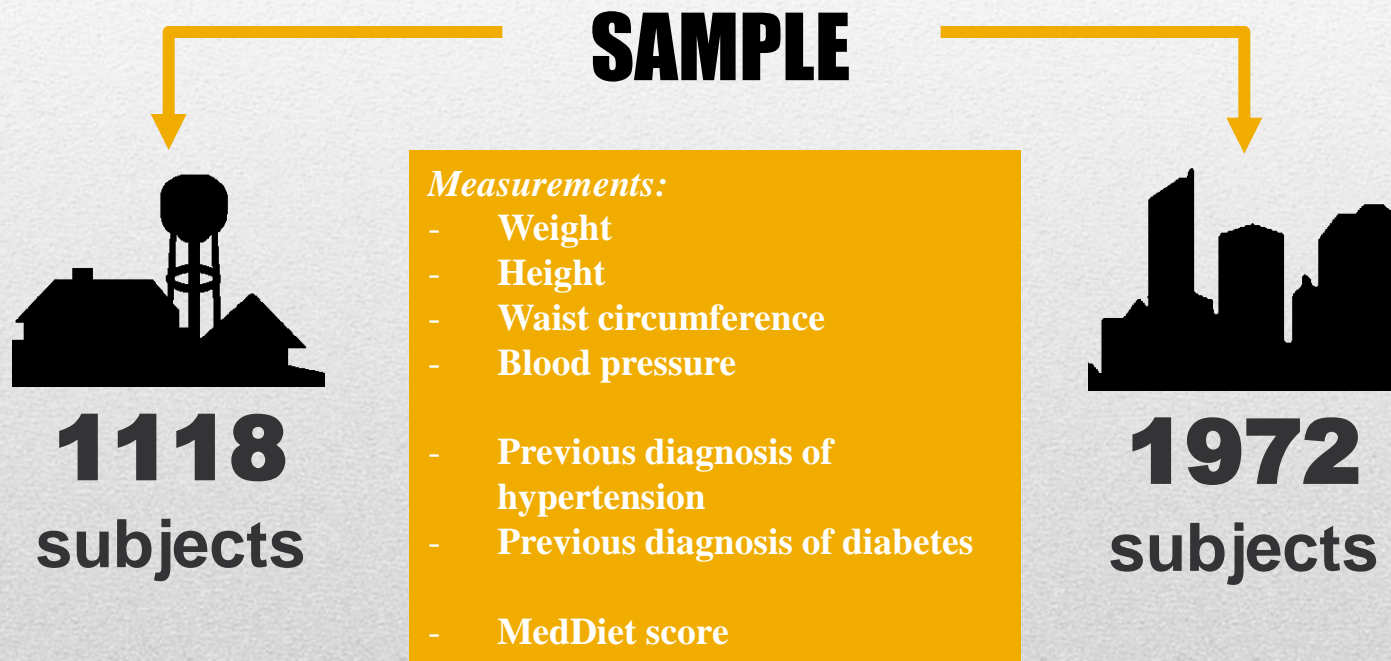 SAMPLE
Measurements:
- Weight
- Height
- Waist circumference
- Blood pressure
- Previous diagnosis of
hypertension
- Previous diagnosis of diabetes
- MedDiet score
1118
subjects
1972
subjects